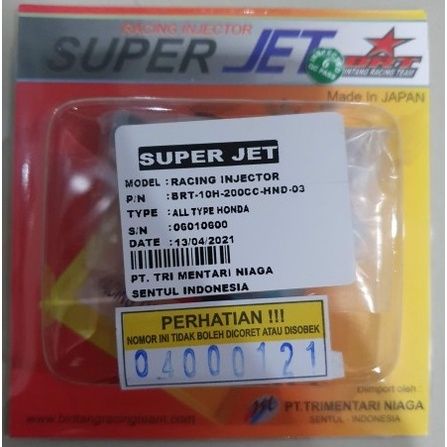 RACING INJECTOR
SUPER JET
BRT
BINTANG RACING TEAM
Made In JAPAN
SUPER JET
MODEL : RACING INJECTOR
P/N : BRT-10H-200CC-HND-03
TYPE : ALL TYPE HONDA
S/N : 06010600
DATE : 13/04/2021
PT. TRI MENTARI NIAGA
SENTUL INDONESIA
PERHATIAN !!!
NOMOR INI TIDAK BOLEH DICORET ATAU DISOBEK
04000121
Diimport oleh :
PT.TRIMENTARI NIAGA
SENTUL - INDONESIA
www.bintangracingteam.com